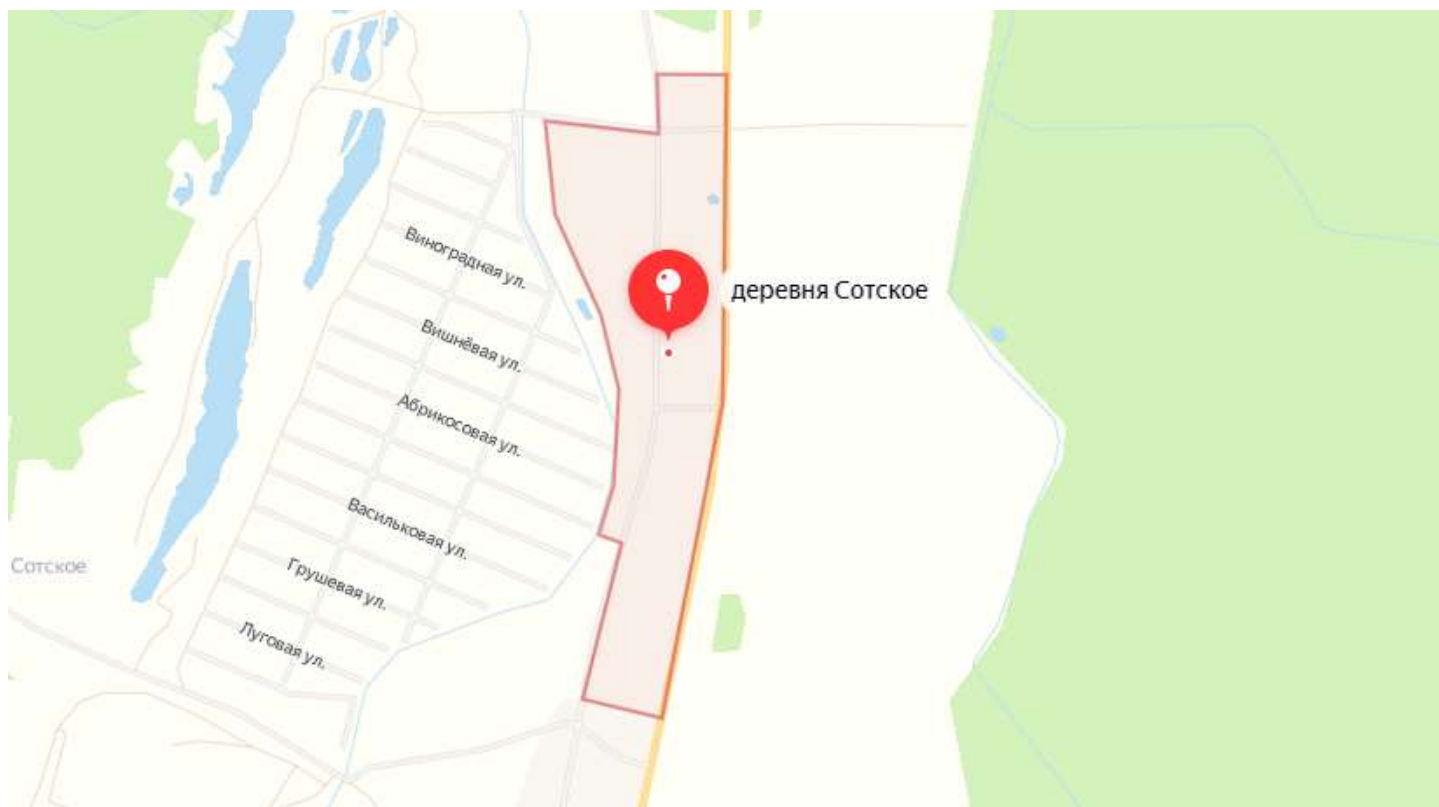 Виноградная ул.
деревня Сотское
Вишнёвая ул.
Абрикосовая ул.
Васильковая ул.
Сотское
Грушевая ул.
Луговая ул.